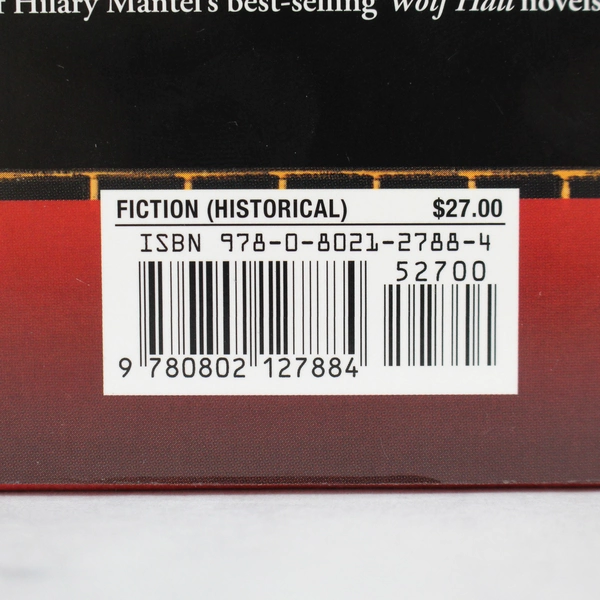 r Hilary Mantel's best-selling Wolf Hall novels
FICTION (HISTORICAL) $27.00
ISBN 978-0-8021-2788-4
52700
9 780802 127884